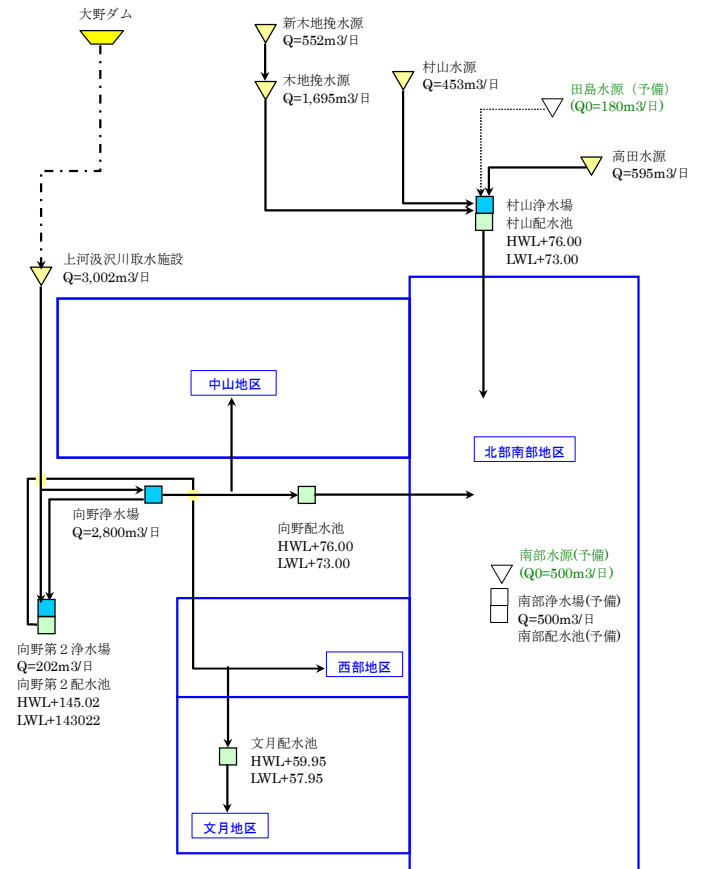 大野ダム
新木地挽水源
Q=552m3/日
木地挽水源
Q=1,695m3/日
村山水源
Q=453m3/日
田島水源（予備）
(Q0=180m3/日)
高田水源
Q=595m3/日
村山浄水場
村山配水池
HWL+76.00
LWL+73.00
上河汲沢川取水施設
Q=3,002m3/日
中山地区
北部南部地区
向野浄水場
Q=2,800m3/日
向野配水池
HWL+76.00
LWL+73.00
南部水源(予備)
(Q0=500m3/日)
南部浄水場(予備)
Q=500m3/日
南部配水池(予備)
向野第２浄水場
Q=202m3/日
向野第２配水池
HWL+145.02
LWL+143022
西部地区
文月配水池
HWL+59.95
LWL+57.95
文月地区